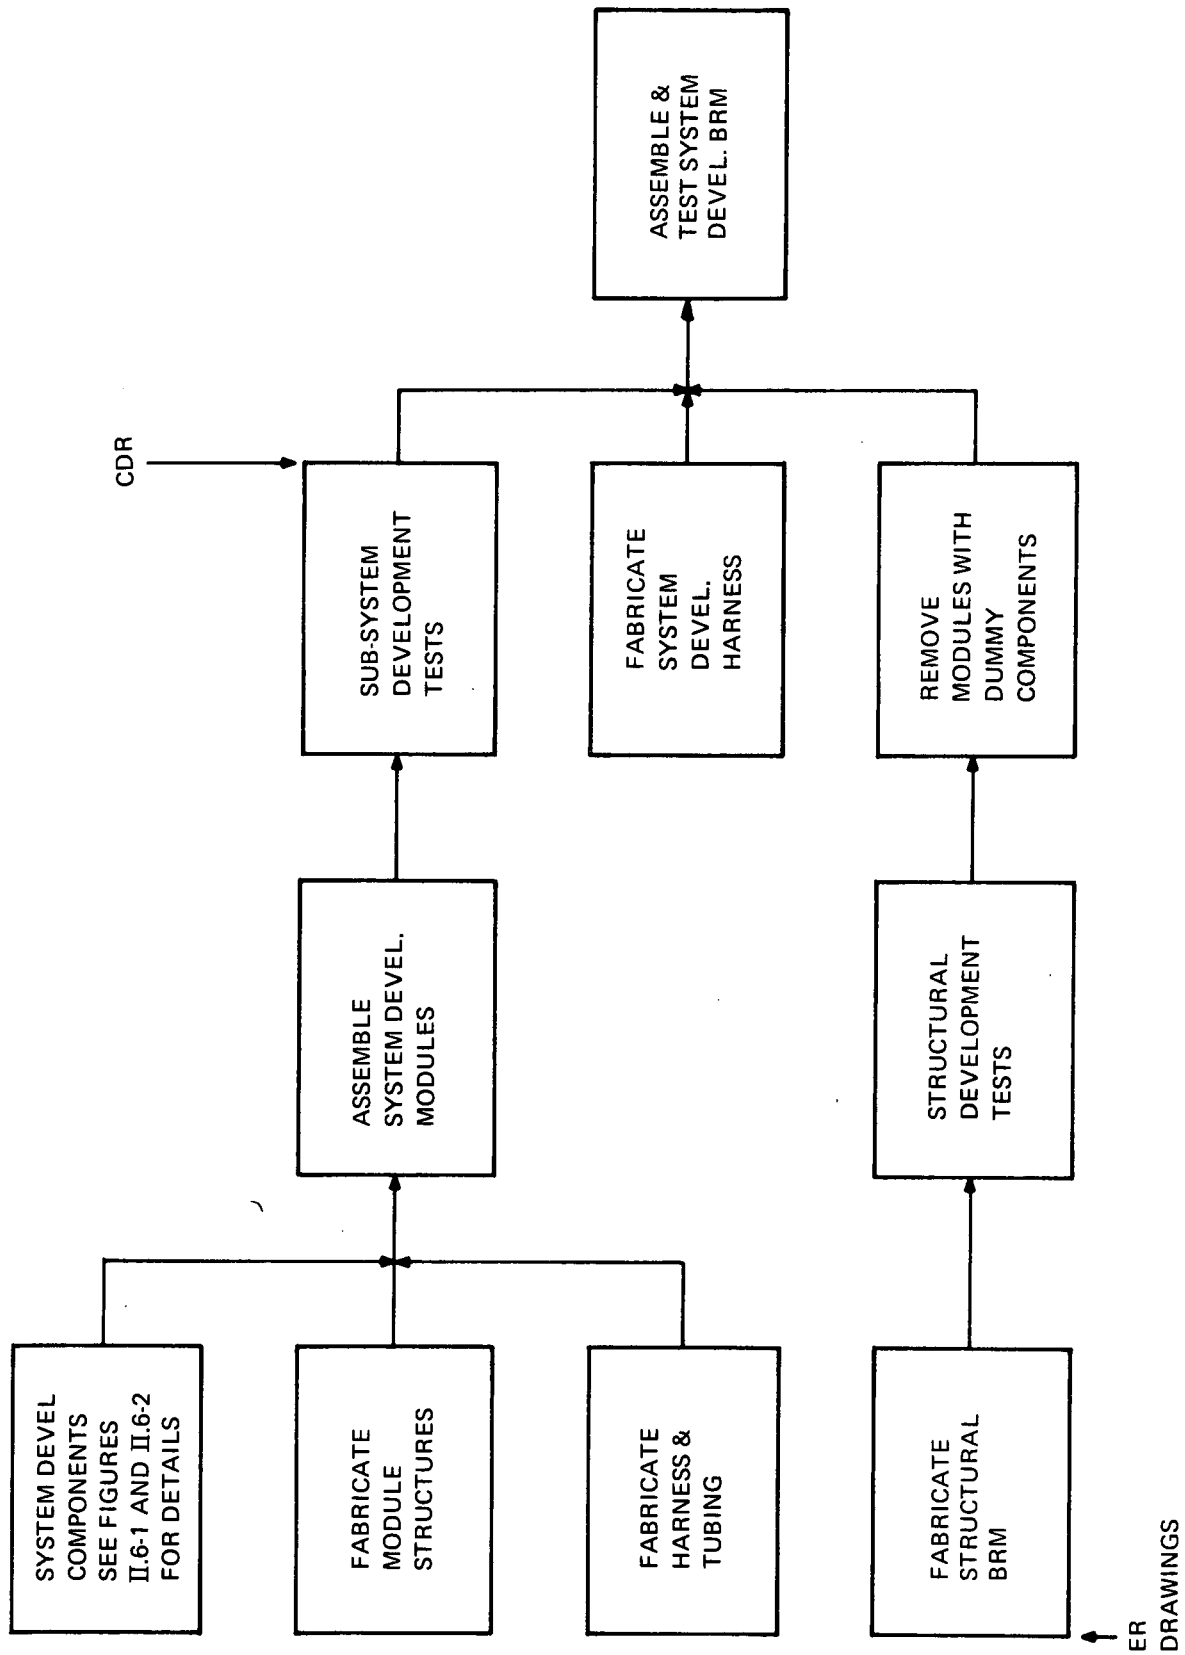 SYSTEM DEVEL
COMPONENTS
SEE FIGURES
II.6-1 AND II.6-2
FOR DETAILS
FABRICATE
MODULE
STRUCTURES
FABRICATE
HARNESS &
TUBING
FABRICATE
STRUCTURAL
BRM
ER
DRAWINGS
ASSEMBLE
SYSTEM DEVEL.
MODULES
STRUCTURAL
DEVELOPMENT
TESTS
CDR
SUB-SYSTEM
DEVELOPMENT
TESTS
FABRICATE
SYSTEM
DEVEL.
HARNESS
REMOVE
MODULES WITH
DUMMY
COMPONENTS
ASSEMBLE &
TEST SYSTEM
DEVEL. BRM